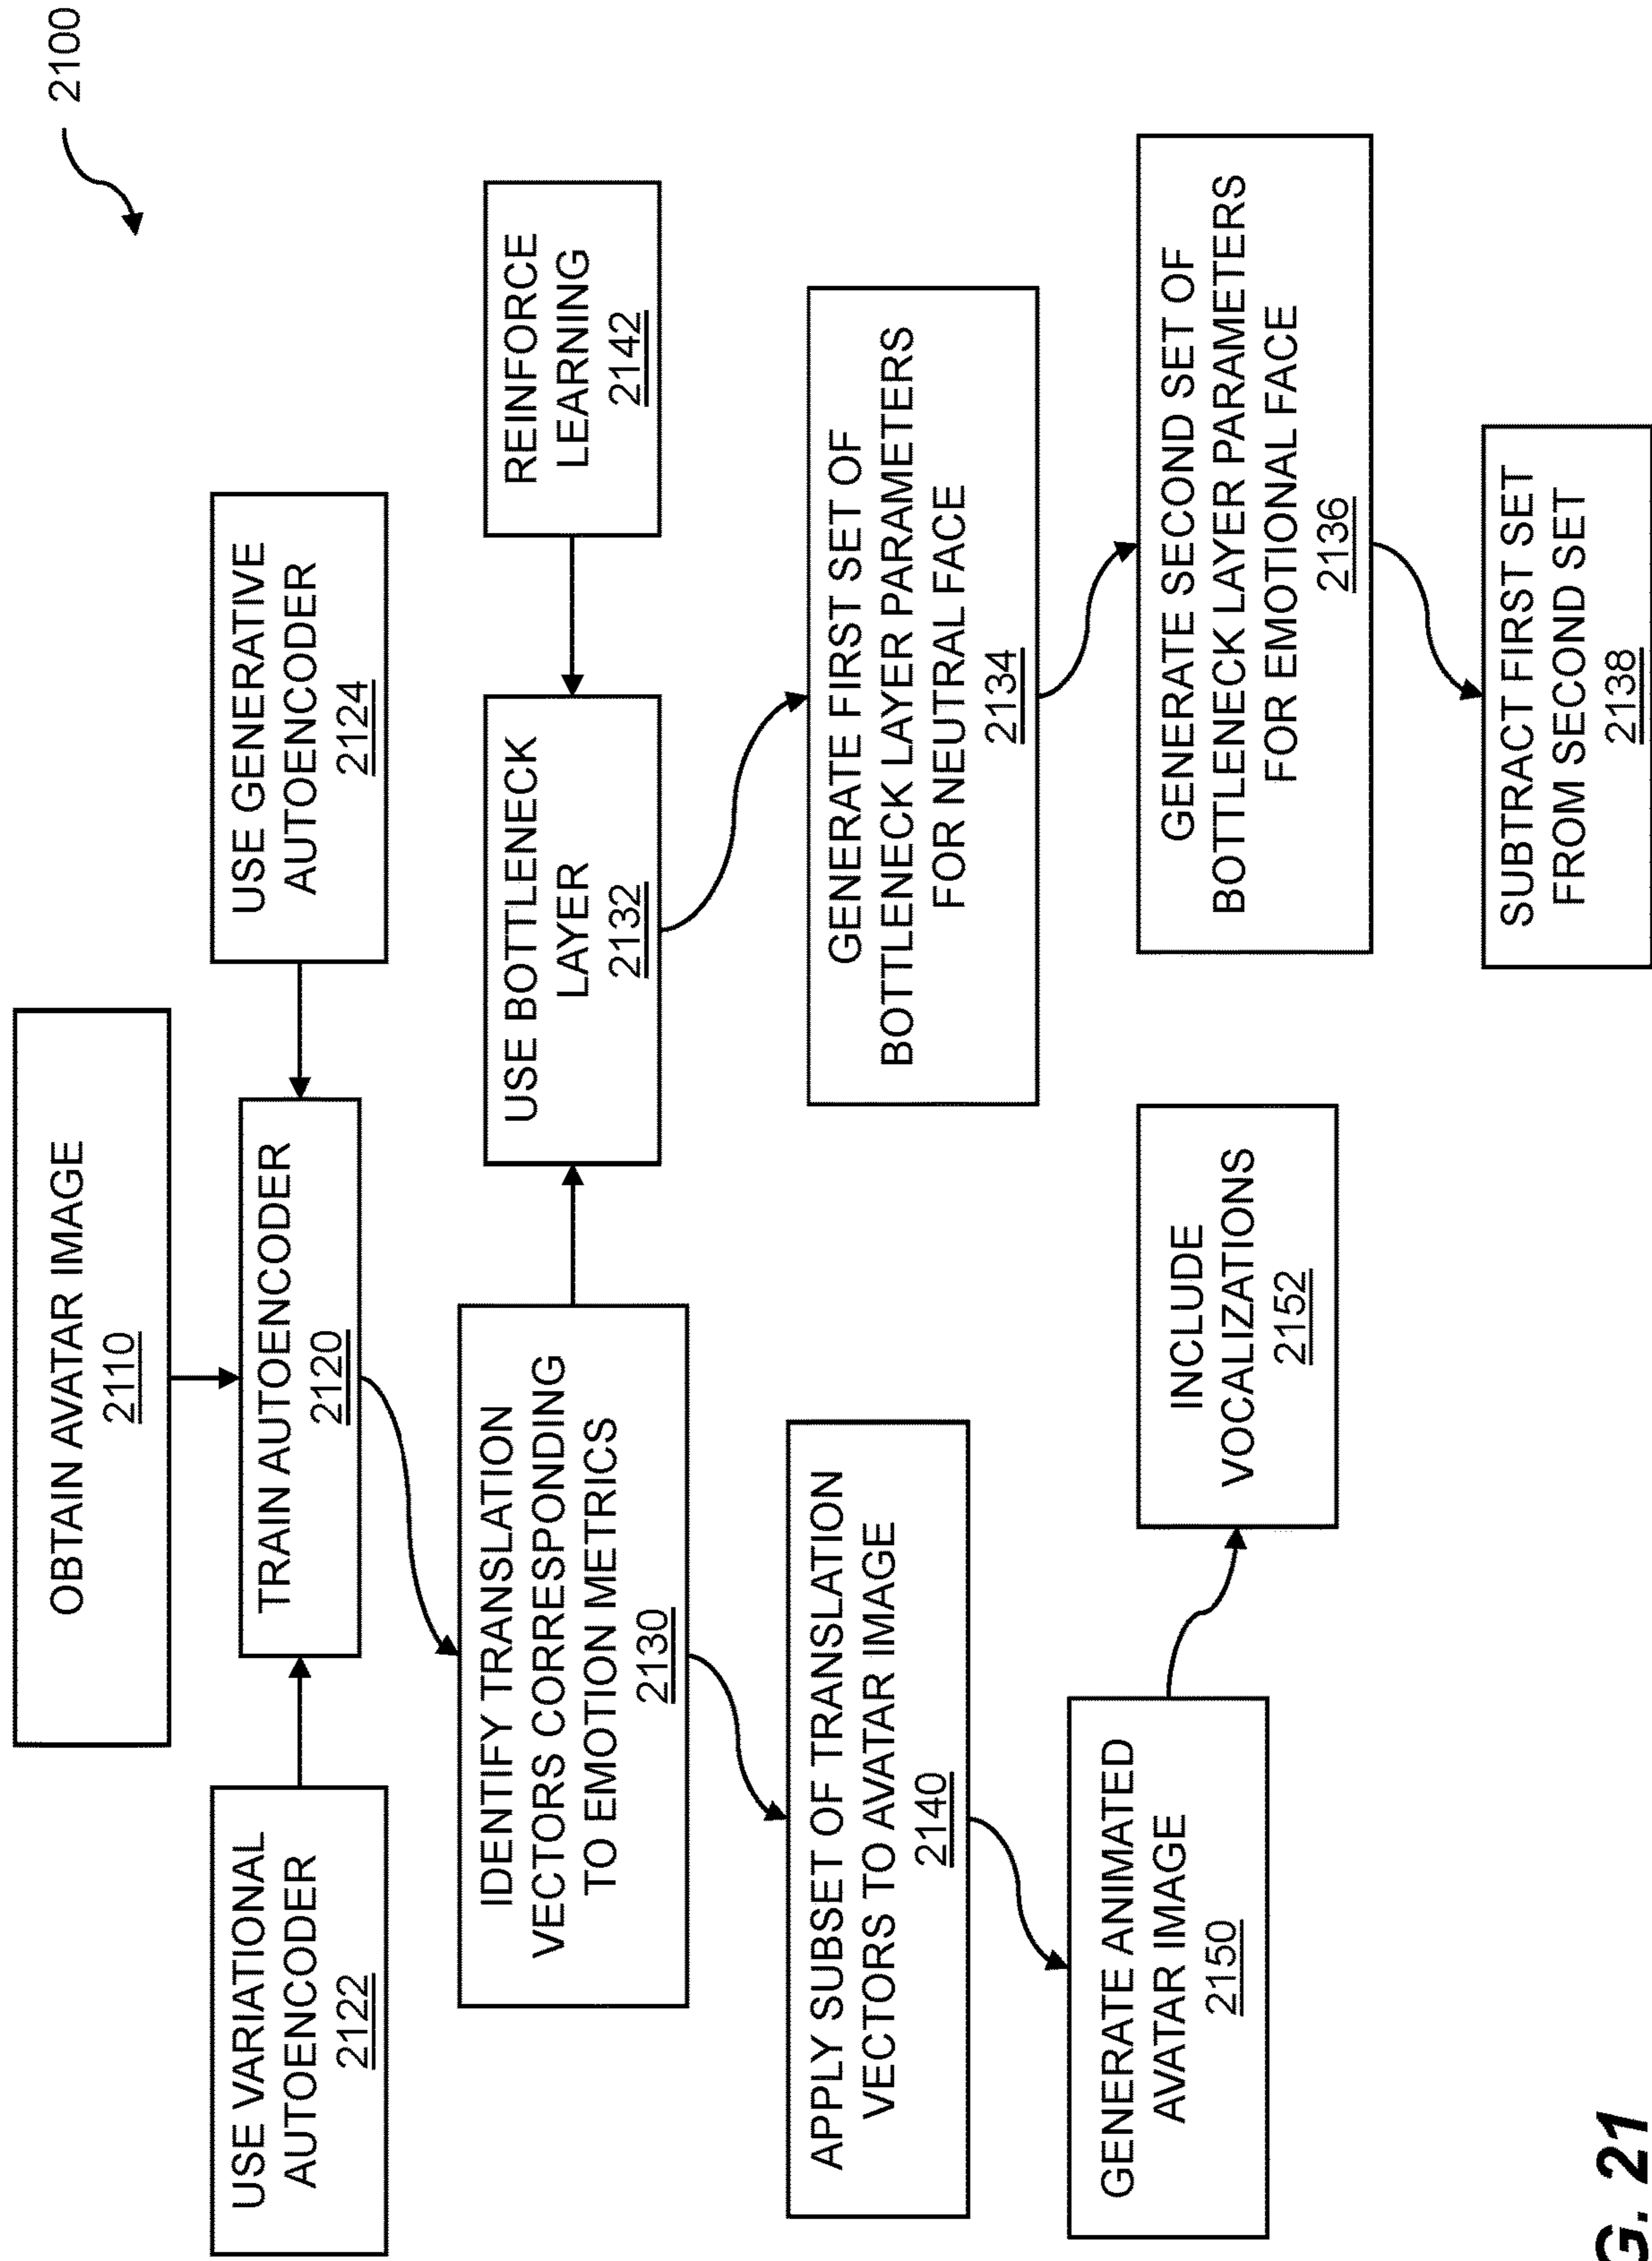 2100
OBTAIN AVATAR IMAGE
2110
USE VARIATIONAL
AUTOENCODER
2122
TRAIN AUTOENCODER
2120
USE GENERATIVE
AUTOENCODER
2124
IDENTIFY TRANSLATION
VECTORS CORRESPONDING
TO EMOTION METRICS
2130
USE BOTTLENECK
LAYER
2132
REINFORCE
LEARNING
2142
APPLY SUBSET OF TRANSLATION
VECTORS TO AVATAR IMAGE
2140
GENERATE FIRST SET OF
BOTTLENECK LAYER PARAMETERS
FOR NEUTRAL FACE
2134
GENERATE ANIMATED
AVATAR IMAGE
2150
INCLUDE
VOCALIZATIONS
2152
GENERATE SECOND SET OF
BOTTLENECK LAYER PARAMETERS
FOR EMOTIONAL FACE
2136
SUBTRACT FIRST SET
FROM SECOND SET
2138
G. 21